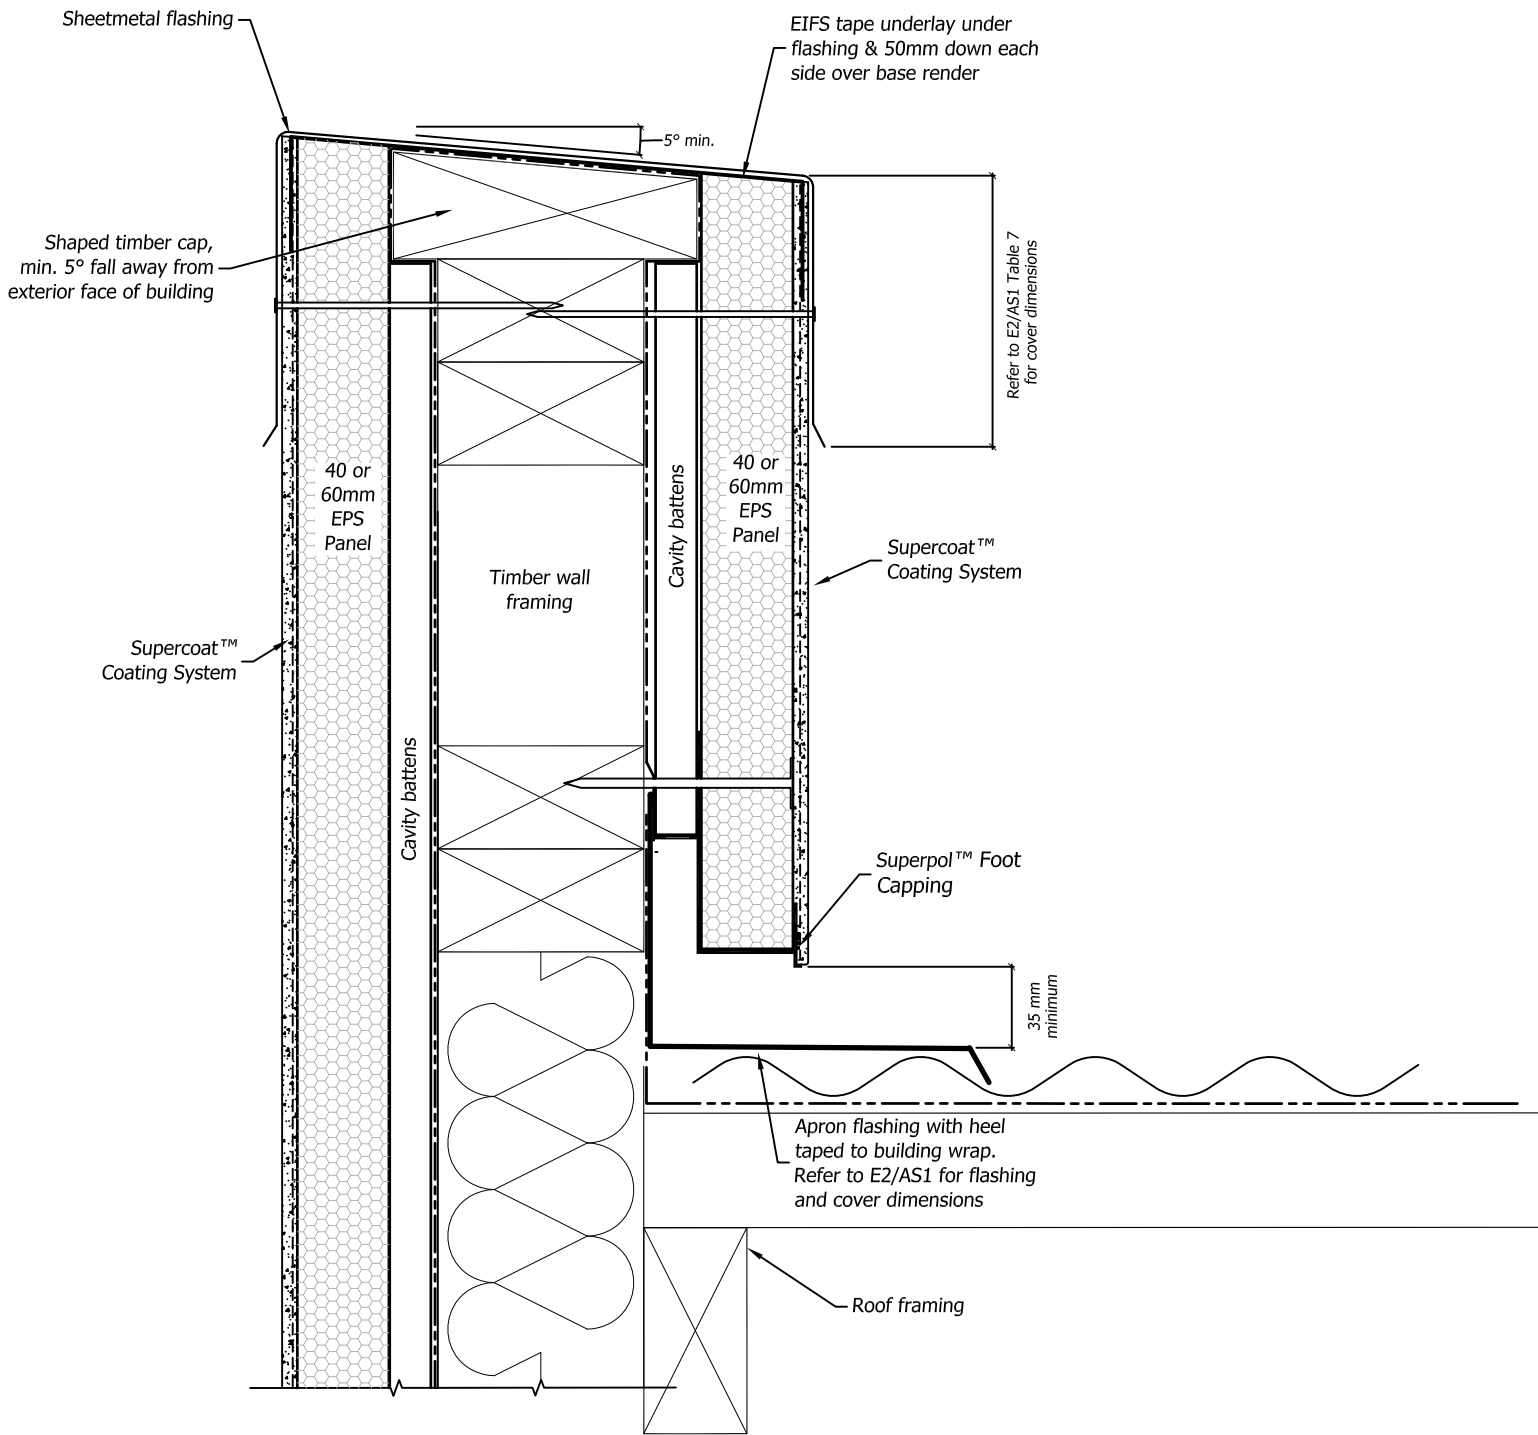 Sheetmetal flashing
EIFS tape underlay under
flashing & 50mm down each
side over base render
5° min.
Shaped timber cap,
min. 5° fall away from
exterior face of building
Refer to E2/AS1 Table 7
for cover dimensions
40 or
60mm
EPS
Panel
Cavity battens
40 or
60mm
EPS
Panel
Timber wall
framing
Supercoat™
Coating System
Supercoat™
Coating System
Cavity battens
Superpol™ Foot
Capping
35 mm
minimum
Apron flashing with heel
taped to building wrap.
Refer to E2/AS1 for flashing
and cover dimensions
Roof framing